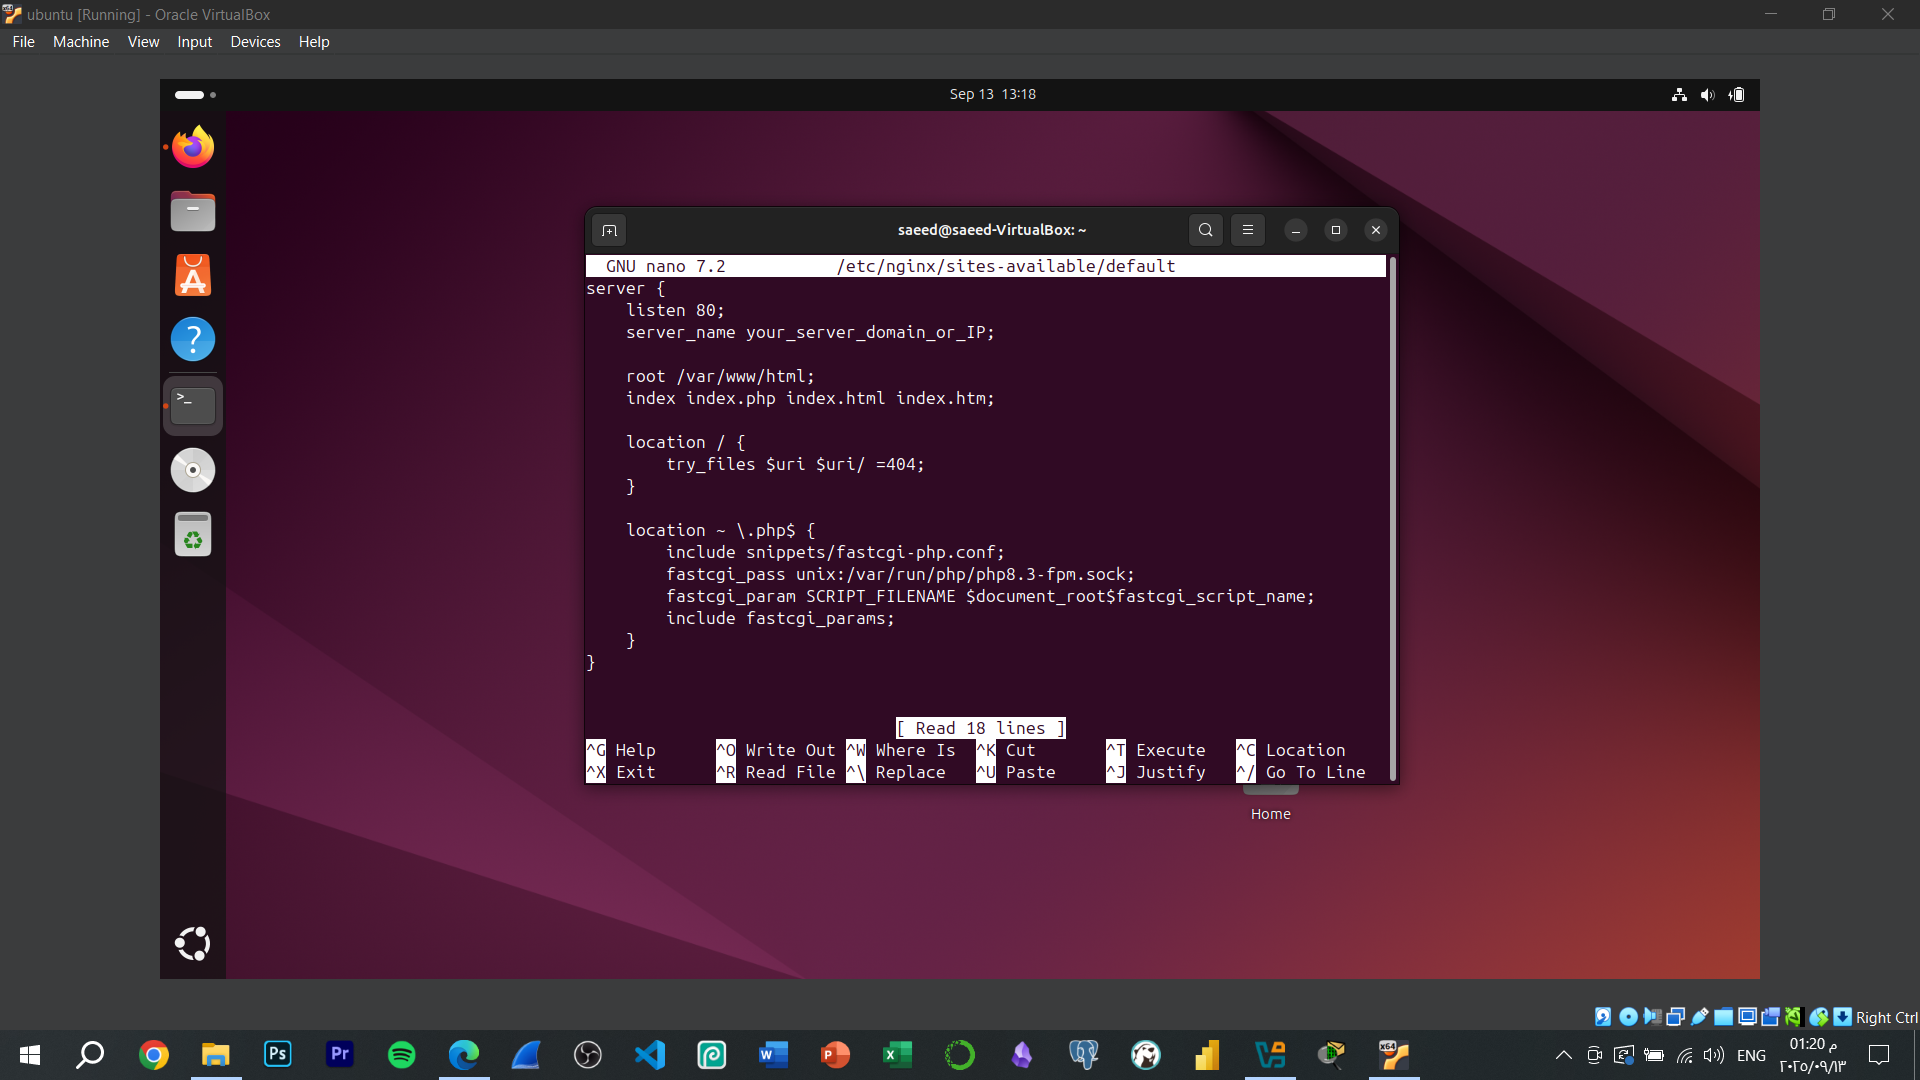 ubuntu [Running] - Oracle VirtualBox
File Machine View Input Devices Help
Sep 13 13:18
saeed@saeed-VirtualBox: ~
GNU nano 7.2 /etc/nginx/sites-available/default
server {
    listen 80;
    server_name your_server_domain_or_IP;
    root /var/www/html;
    index index.php index.html index.htm;
    location / {
        try_files $uri $uri/ =404;
    }
    location ~ \.php$ {
        include snippets/fastcgi-php.conf;
        fastcgi_pass unix:/var/run/php/php8.3-fpm.sock;
        fastcgi_param SCRIPT_FILENAME $document_root$fastcgi_script_name;
        include fastcgi_params;
    }
}
[ Read 18 lines ]
^G Help ^O Write Out ^W Where Is ^K Cut ^T Execute ^C Location
^X Exit ^R Read File ^\ Replace ^U Paste ^J Justify ^/ Go To Line
Home
Right Ctrl
ENG
01:20 م
٢٠٢٥/٠٩/١٣